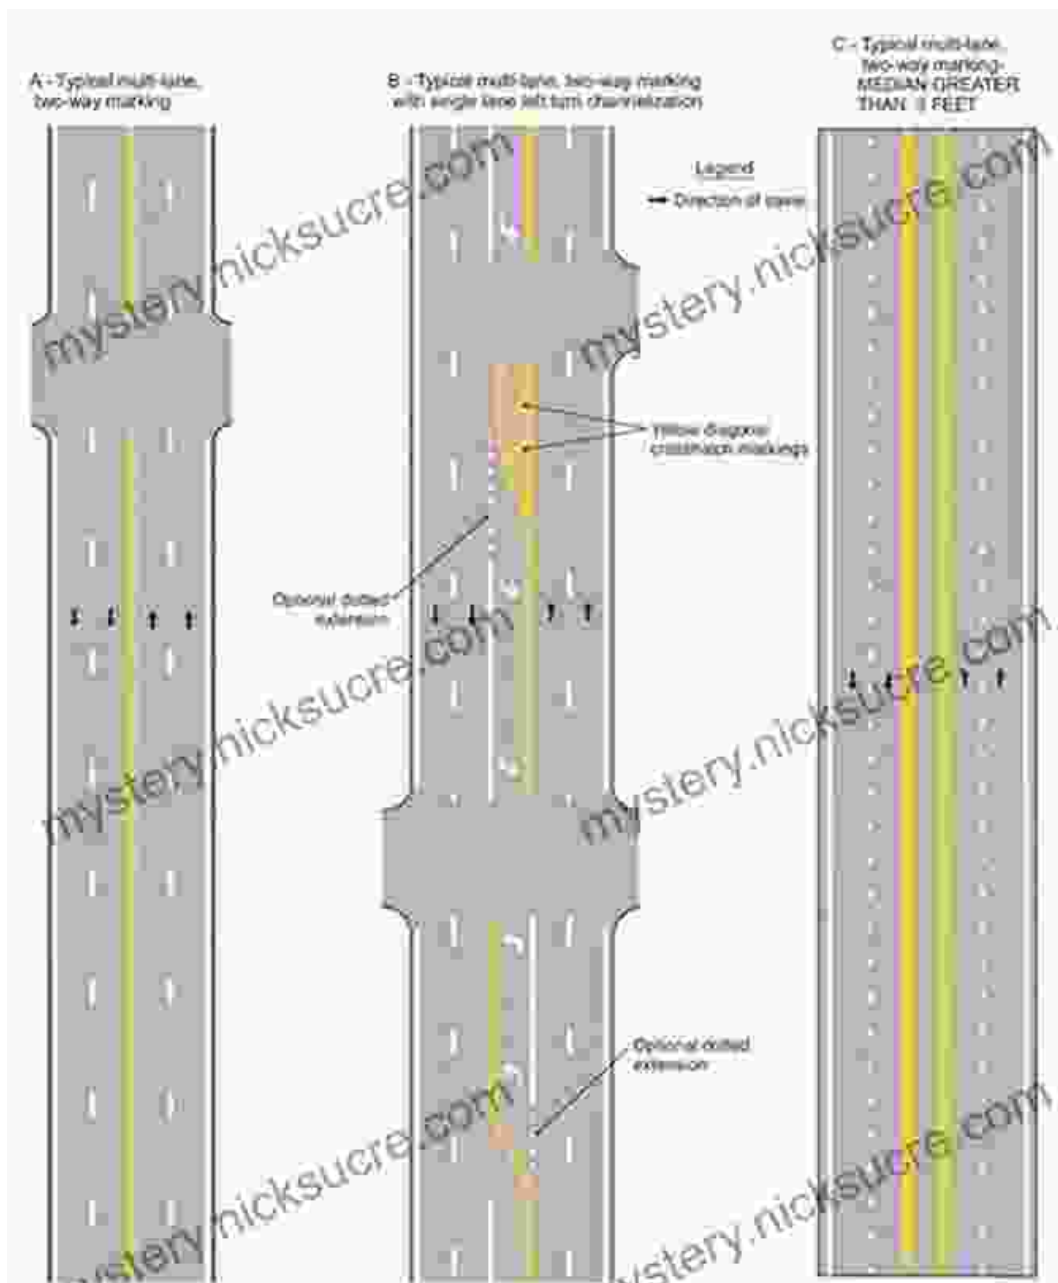 A - Typical multi-lane,
two-way marking
B - Typical multi-lane, two-way marking
with single lane left turn channelization
C - Typical multi-lane,
two-way marking-
MEDIAN GREATER
THAN FEET
Legend
Direction of travel
Yellow diagonal
crosshatch markings
Optional dotted
extension
Optional dotted
extension
mystery.nicksucre.com
mystery.nicksucre.com
mystery.nicksucre.com
mystery.nicksucre.com
mystery.nicksucre.com
mystery.nicksucre.com